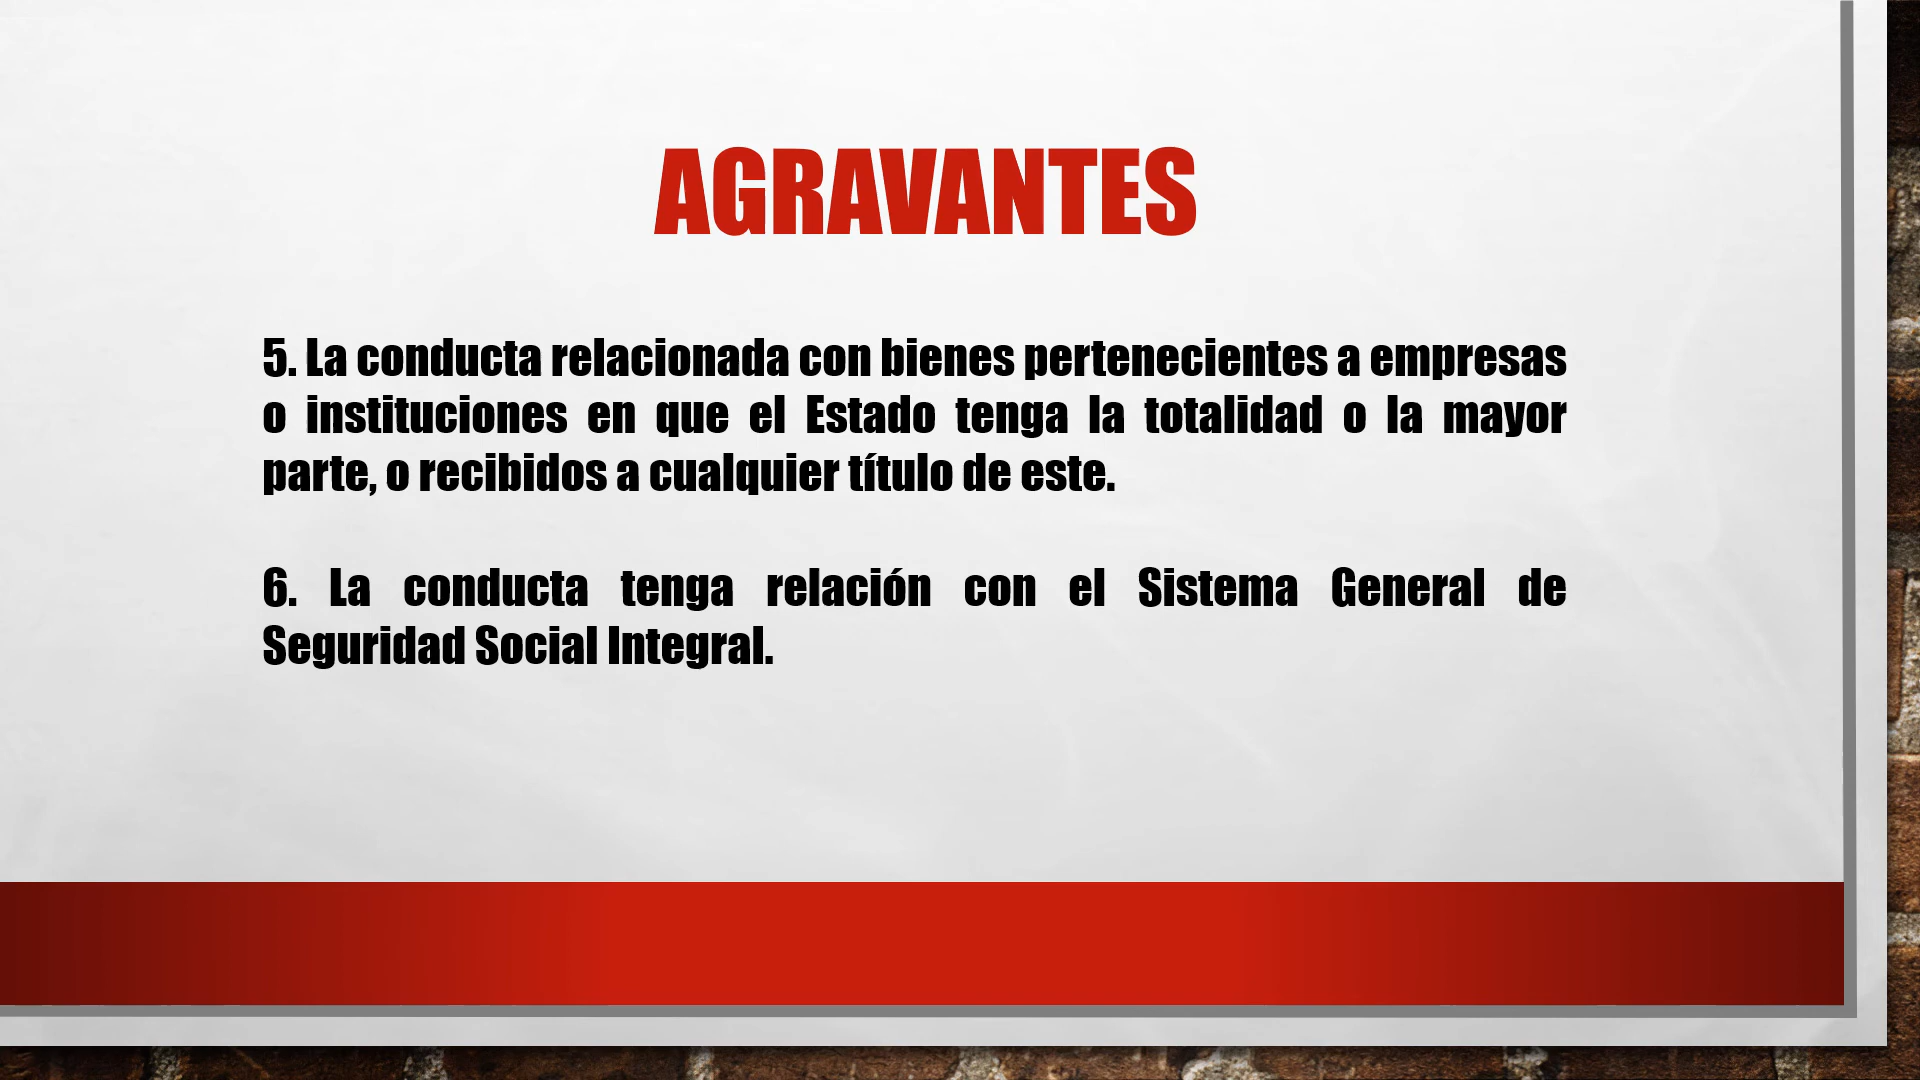 AGRAVANTES
5. La conducta relacionada con bienes pertenecientes a empresas
o instituciones en que el Estado tenga la totalidad o la mayor
parte, o recibidos a cualquier título de este.
6. La conducta tenga relación con el Sistema General de
Seguridad Social Integral.